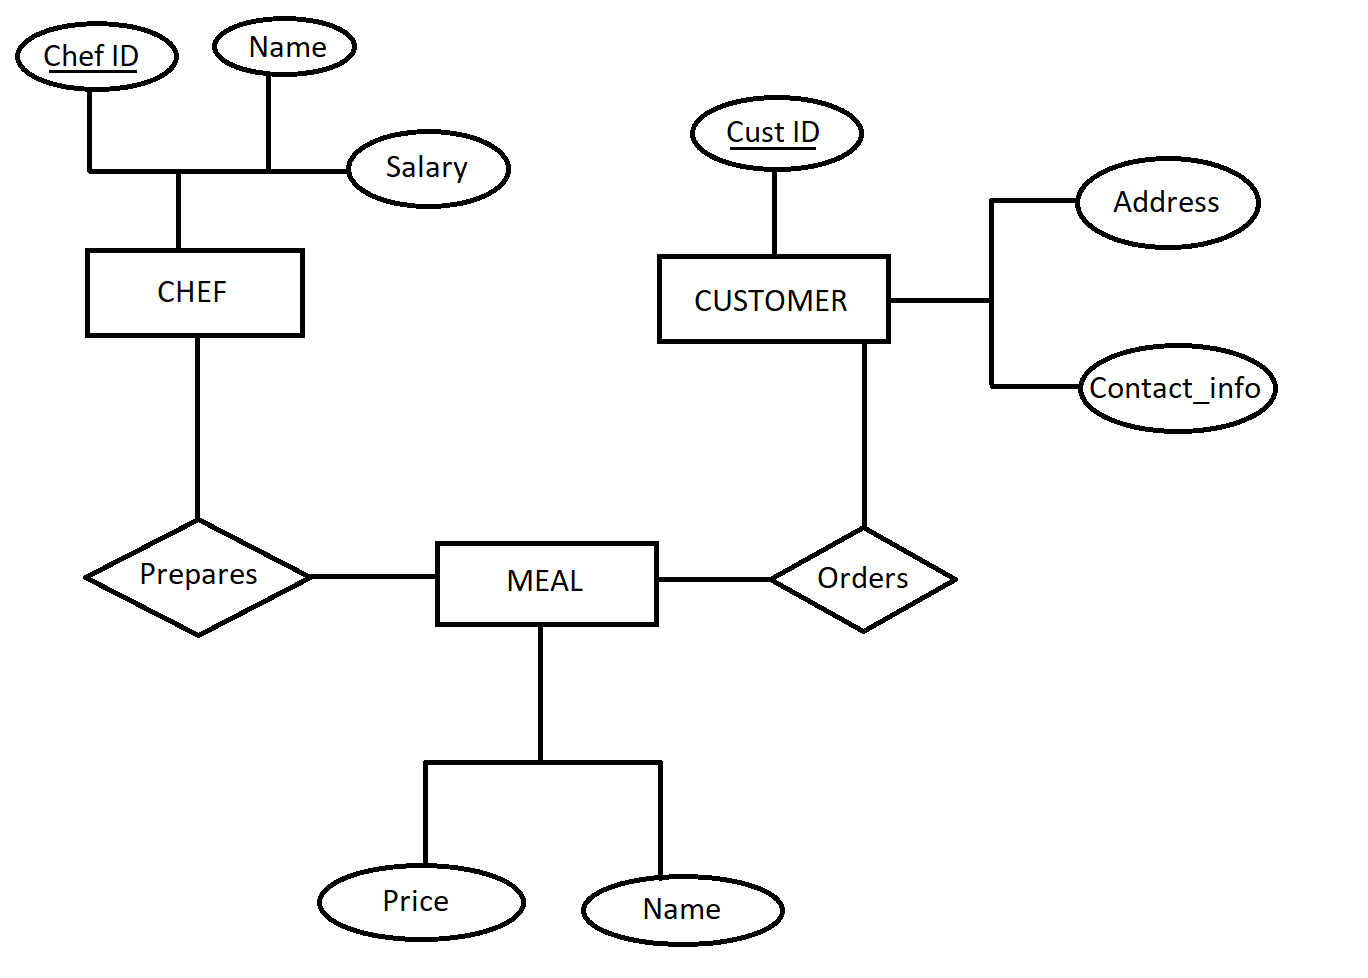 Chef ID
Name
Salary
Cust ID
Address
CHEF
CUSTOMER
Contact_info
Prepares
MEAL
Orders
Price
Name